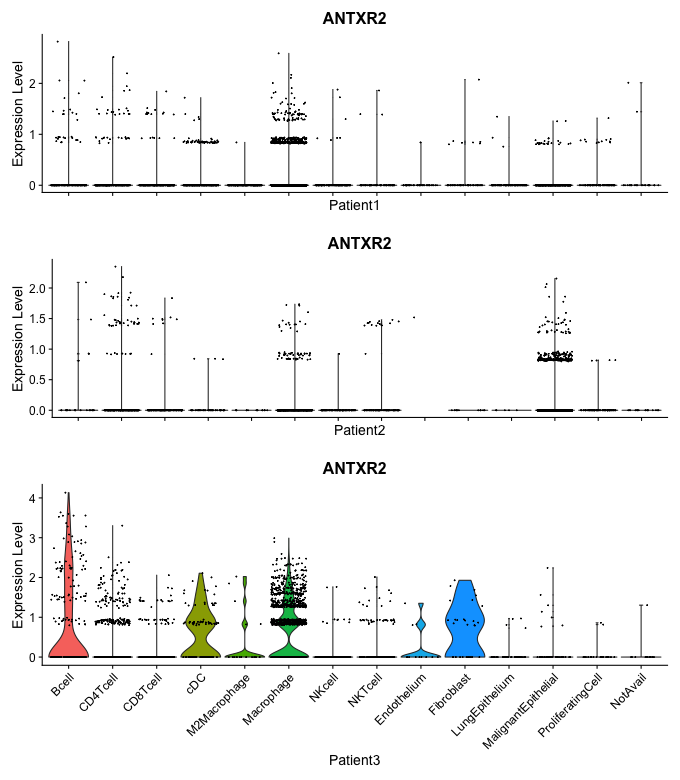 ANTXR2
Expression Level
2
1
0
Patient1
ANTXR2
Expression Level
2.0
1.5
1.0
0.5
0.0
Patient2
ANTXR2
Expression Level
4
3
2
1
0
Bcell
CD4Tcell
CD8Tcell
cDC
M2Macrophage
Macrophage
NKcell
NKTcell
Endothelium
Fibroblast
LungEpithelium
MalignantEpithelial
ProliferatingCell
NotAvail
Patient3